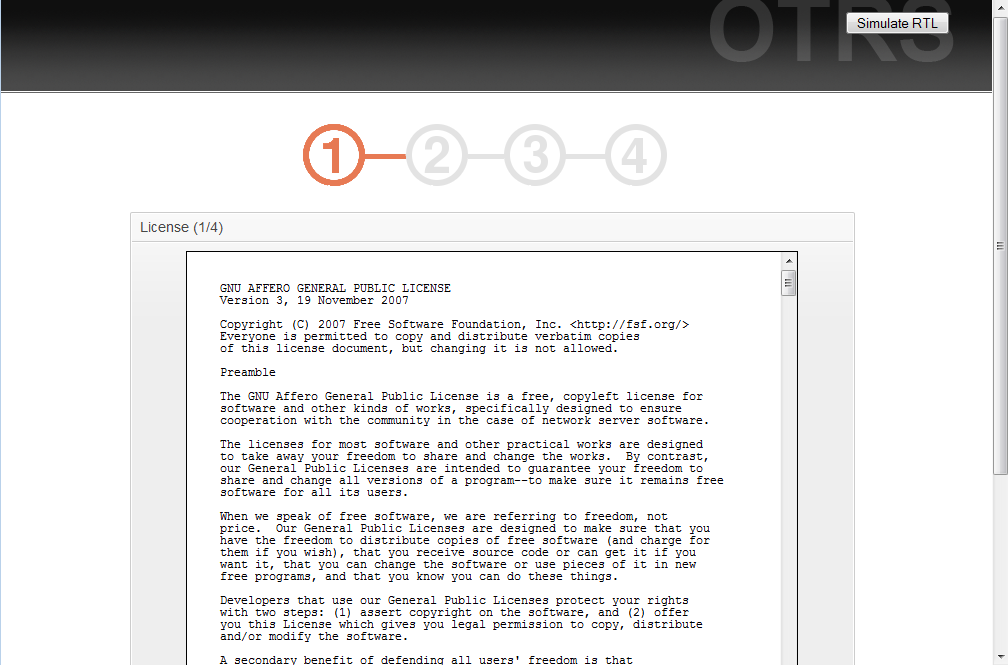 OTRS
Simulate RTL
1 2 3 4
License (1/4)
GNU AFFERO GENERAL PUBLIC LICENSE
Version 3, 19 November 2007
Copyright (C) 2007 Free Software Foundation, Inc. <http://fsf.org/>
Everyone is permitted to copy and distribute verbatim copies
of this license document, but changing it is not allowed.
Preamble
The GNU Affero General Public License is a free, copyleft license for
software and other kinds of works, specifically designed to ensure
cooperation with the community in the case of network server software.
The licenses for most software and other practical works are designed
to take away your freedom to share and change the works.  By contrast,
our General Public Licenses are intended to guarantee your freedom to
share and change all versions of a program--to make sure it remains free
software for all its users.
When we speak of free software, we are referring to freedom, not
price.  Our General Public Licenses are designed to make sure that you
have the freedom to distribute copies of free software (and charge for
them if you wish), that you receive source code or can get it if you
want it, that you can change the software or use pieces of it in new
free programs, and that you know you can do these things.
Developers that use our General Public Licenses protect your rights
with two steps: (1) assert copyright on the software, and (2) offer
you this License which gives you legal permission to copy, distribute
and/or modify the software.
A secondary benefit of defending all users' freedom is that